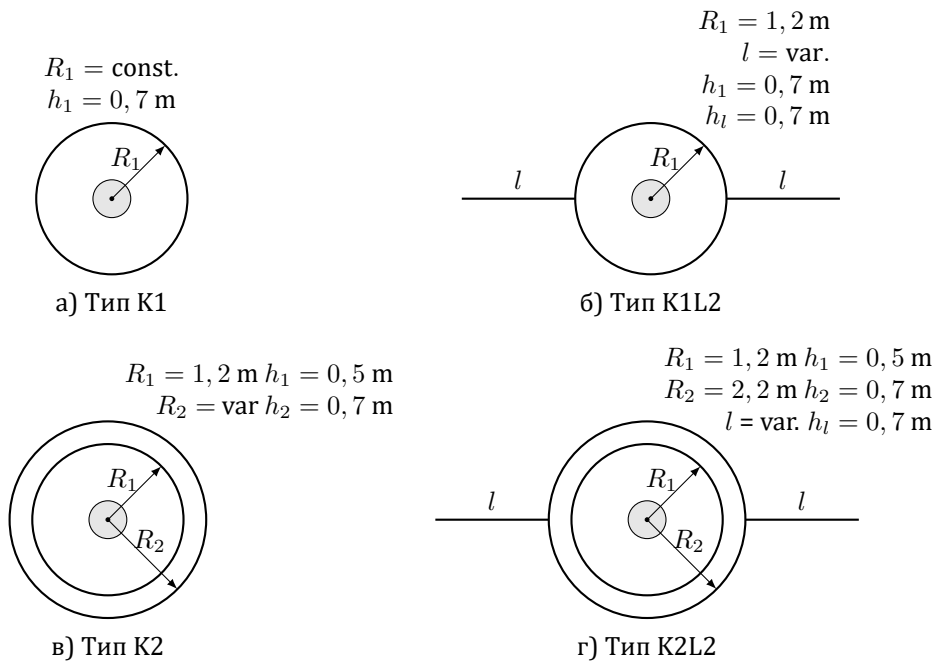 R₁ = const.
h₁ = 0, 7 m
R₁
а) Тип K1
R₁ = 1, 2 m
l = var.
h₁ = 0, 7 m
hₗ = 0, 7 m
l
R₁
l
б) Тип K1L2
R₁ = 1, 2 m h₁ = 0, 5 m
R₂ = var h₂ = 0, 7 m
R₁
R₂
в) Тип K2
R₁ = 1, 2 m h₁ = 0, 5 m
R₂ = 2, 2 m h₂ = 0, 7 m
l = var. hₗ = 0, 7 m
l
R₁
R₂
l
г) Тип K2L2